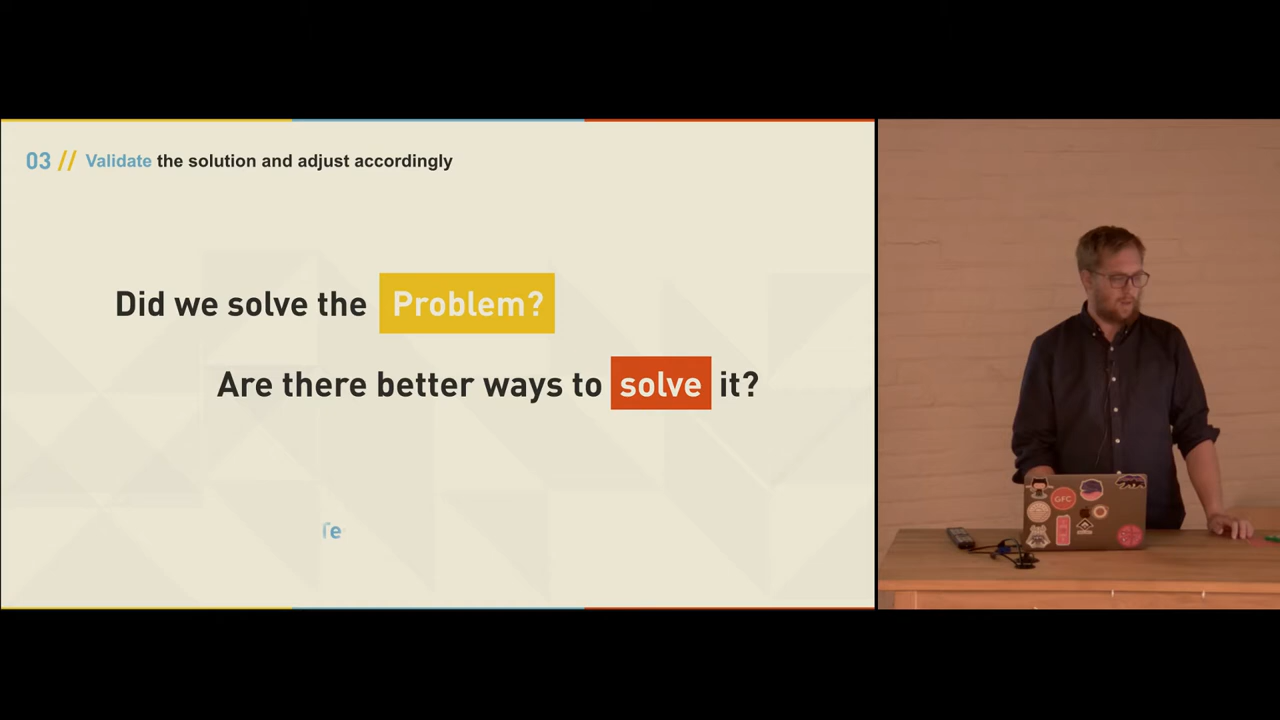 03 // Validate the solution and adjust accordingly
Did we solve the Problem?
Are there better ways to solve it?
GFC